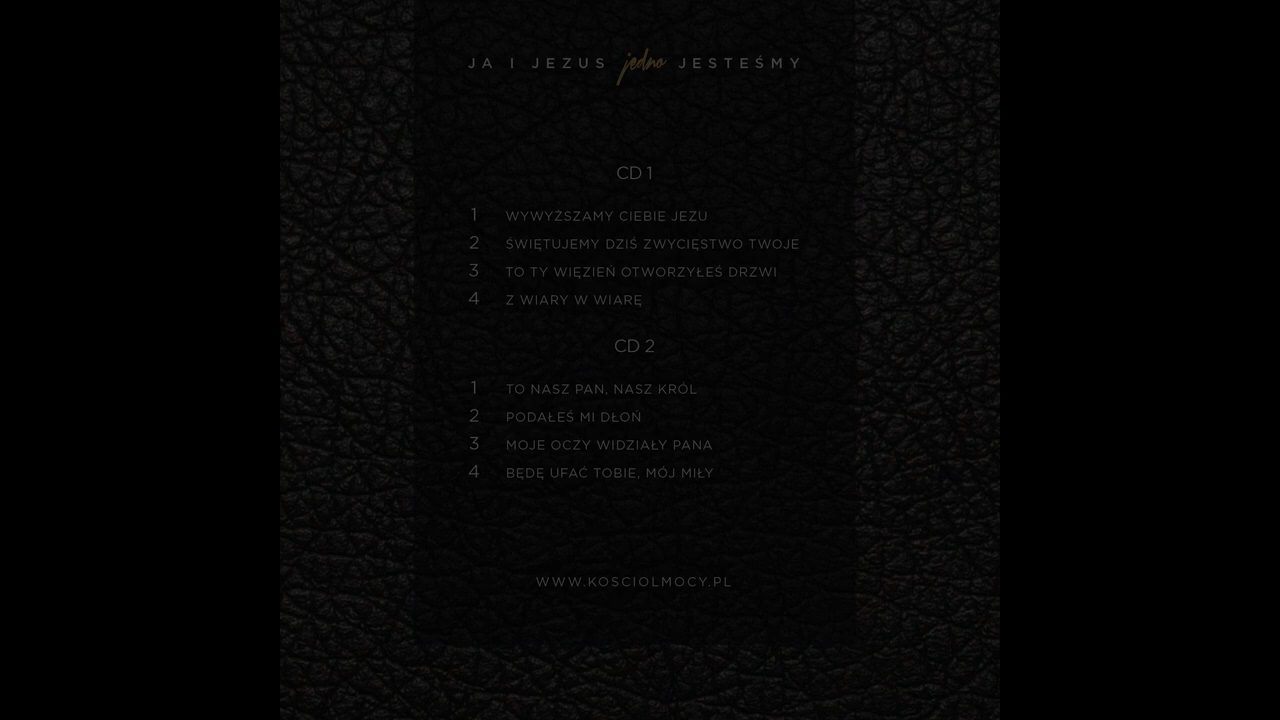 JA I JEZUS jedno JESTEŚMY
CD 1
1 WYWYŻSZAMY CIEBIE JEZU
2 ŚWIĘTUJEMY DZIŚ ZWYCIĘSTWO TWOJE
3 TO TY WIĘZIEŃ OTWORZYŁEŚ DRZWI
4 Z WIARY W WIARĘ
CD 2
1 TO NASZ PAN, NASZ KRÓL
2 PODAŁEŚ MI DŁOŃ
3 MOJE OCZY WIDZIAŁY PANA
4 BĘDĘ UFAĆ TOBIE, MÓJ MIŁY
WWW.KOSCIOLMOCY.PL